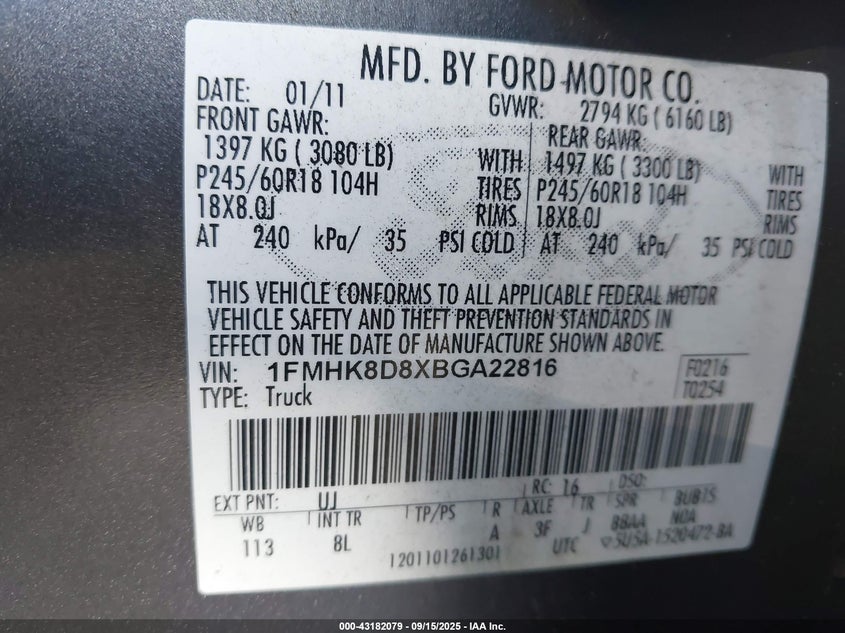 MFD. BY FORD MOTOR CO.
DATE: 01/11 GVWR: 2794 KG ( 6160 LB)
FRONT GAWR: REAR GAWR:
1397 KG ( 3080 LB) WITH 1497 KG ( 3300 LB) WITH
P245/60R18 104H TIRES P245/60R18 104H TIRES
18X8.0J RIMS 18X8.0J RIMS
AT 240 kPa/ 35 PSI COLD AT 240 kPa/ 35 PSI COLD
THIS VEHICLE CONFORMS TO ALL APPLICABLE FEDERAL MOTOR
VEHICLE SAFETY AND THEFT PREVENTION STANDARDS IN
EFFECT ON THE DATE OF MANUFACTURE SHOWN ABOVE.
VIN: 1FMHK8D8XBGA22816 F0216
TYPE: Truck T0254
EXT PNT: UJ RC: 16 DSO:
WB INT TR TP/PS R AXLE TR SPR BUBIS
113 8L A 3F J BBAA NOA
1201101261301 UTC 5USA-1520472-BA
000-43182079 - 09/15/2025 - IAA Inc.